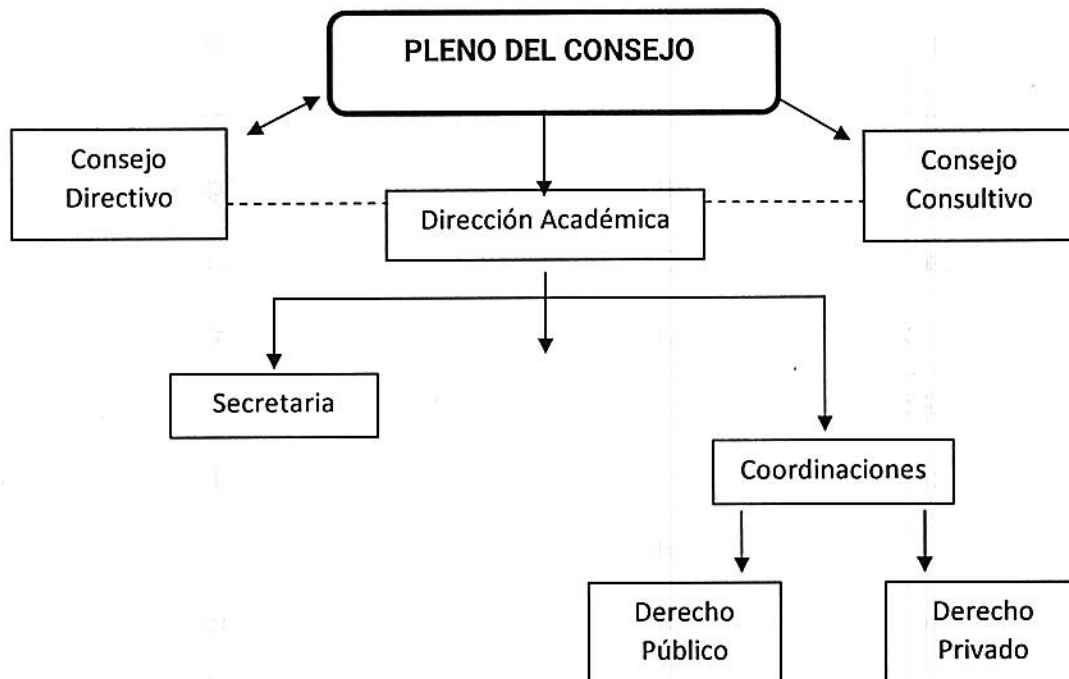 PLENO DEL CONSEJO
Consejo
Directivo
Consejo
Consultivo
Dirección Académica
Secretaria
Coordinaciones
Derecho
Público
Derecho
Privado